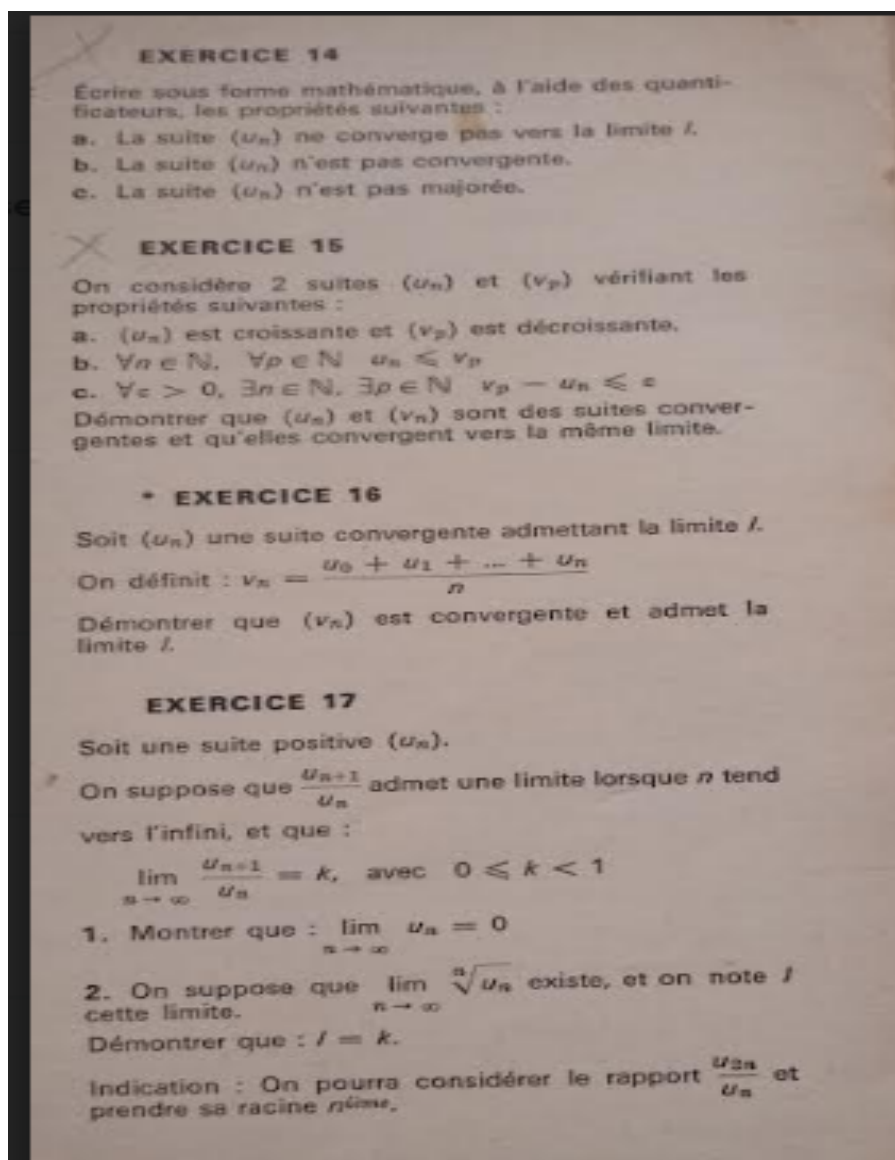 EXERCICE 14
Écrire sous forme mathématique, à l'aide des quanti-
ficateurs, les propriétés suivantes :
a. La suite (uₙ) ne converge pas vers la limite l.
b. La suite (uₙ) n'est pas convergente.
c. La suite (uₙ) n'est pas majorée.
EXERCICE 15
On considère 2 suites (uₙ) et (vₚ) vérifiant les
propriétés suivantes :
a. (uₙ) est croissante et (vₚ) est décroissante.
b. ∀n ∈ ℕ, ∀p ∈ ℕ uₙ ⩽ vₚ
c. ∀ε > 0, ∃n ∈ ℕ, ∃p ∈ ℕ vₚ − uₙ ⩽ ε
Démontrer que (uₙ) et (vₙ) sont des suites conver-
gentes et qu'elles convergent vers la même limite.
* EXERCICE 16
Soit (uₙ) une suite convergente admettant la limite l.
On définit : vₙ = (u₀ + u₁ + ... + uₙ) / n
Démontrer que (vₙ) est convergente et admet la
limite l.
EXERCICE 17
Soit une suite positive (uₙ).
On suppose que uₙ₊₁/uₙ admet une limite lorsque n tend
vers l'infini, et que :
lim n→∞ uₙ₊₁/uₙ = k, avec 0 ⩽ k < 1
1. Montrer que : lim n→∞ uₙ = 0
2. On suppose que lim n→∞ ⁿ√uₙ existe, et on note l
cette limite.
Démontrer que : l = k.
Indication : On pourra considérer le rapport u₂ₙ/uₙ et
prendre sa racine nième.